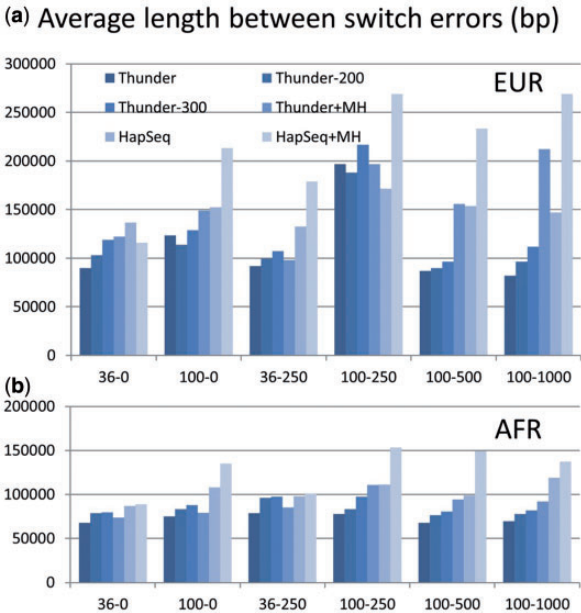 (a) Average length between switch errors (bp)
300000
Thunder
Thunder-200
EUR
250000
Thunder-300
Thunder+MH
HapSeq
HapSeq+MH
200000
150000
100000
50000
0
36-0
100-0
36-250
100-250
100-500
100-1000
(b)
200000
AFR
150000
100000
50000
0
36-0
100-0
36-250
100-250
100-500
100-1000